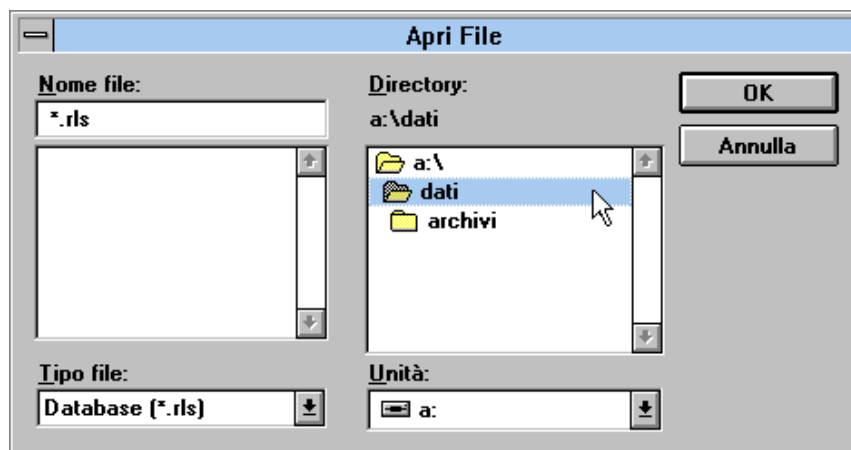 Apri File
Nome file:
*.rls
Directory:
a:\dati
OK
Annulla
a:\
dati
archivi
Tipo file:
Database (*.rls)
Unità:
a: